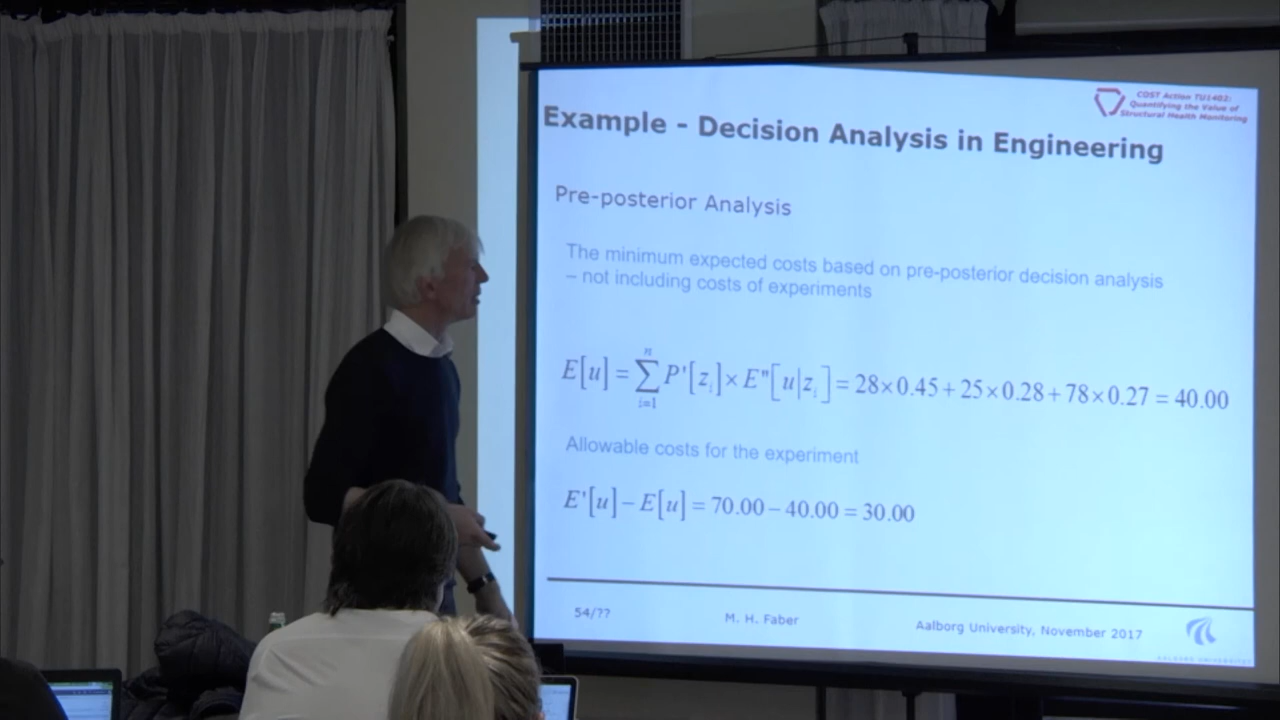 COST Action TU1402:
Quantifying the Value of
Structural Health Monitoring
Example - Decision Analysis in Engineering
Pre-posterior Analysis
The minimum expected costs based on pre-posterior decision analysis
– not including costs of experiments
E[u] = ∑_{i=1}^{n} P'[z_i] × E"[u|z_i] = 28×0.45 + 25×0.28 + 78×0.27 = 40.00
Allowable costs for the experiment
E'[u] – E[u] = 70.00 – 40.00 = 30.00
54/?? M. H. Faber Aalborg University, November 2017
AALBORG UNIVERSITET